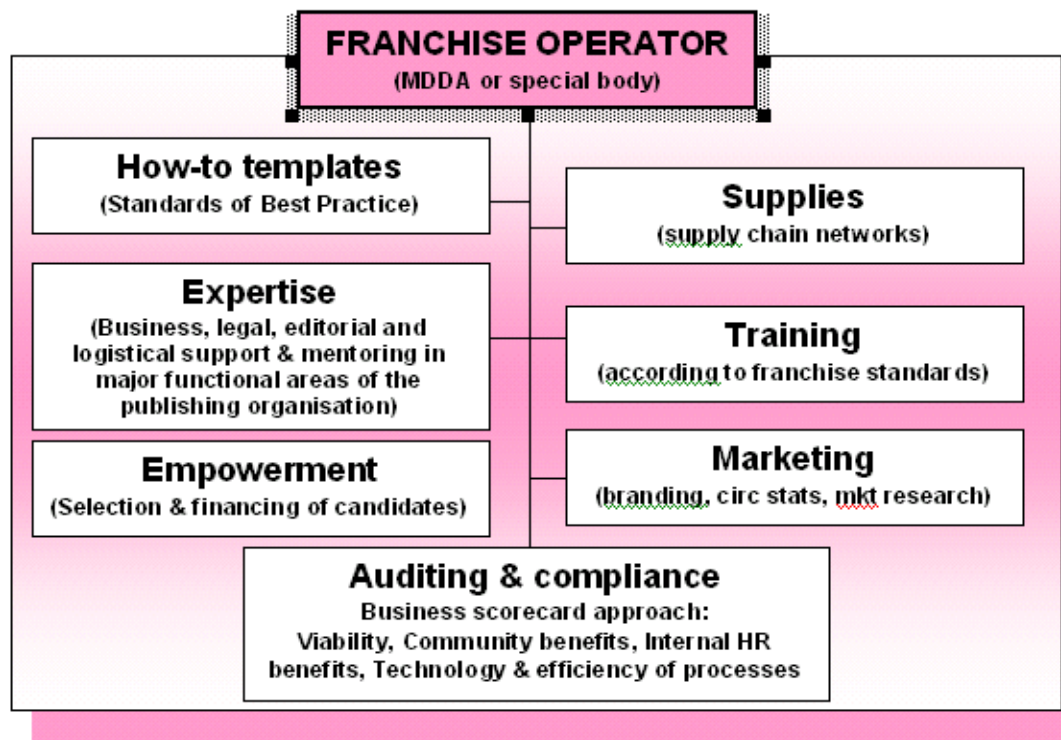 FRANCHISE OPERATOR
(MDDA or special body)
How-to templates
(Standards of Best Practice)
Supplies
(supply chain networks)
Expertise
(Business, legal, editorial and
logistical support & mentoring in
major functional areas of the
publishing organisation)
Training
(according to franchise standards)
Empowerment
(Selection & financing of candidates)
Marketing
(branding, circ stats, mkt research)
Auditing & compliance
Business scorecard approach:
Viability, Community benefits, Internal HR
benefits, Technology & efficiency of processes